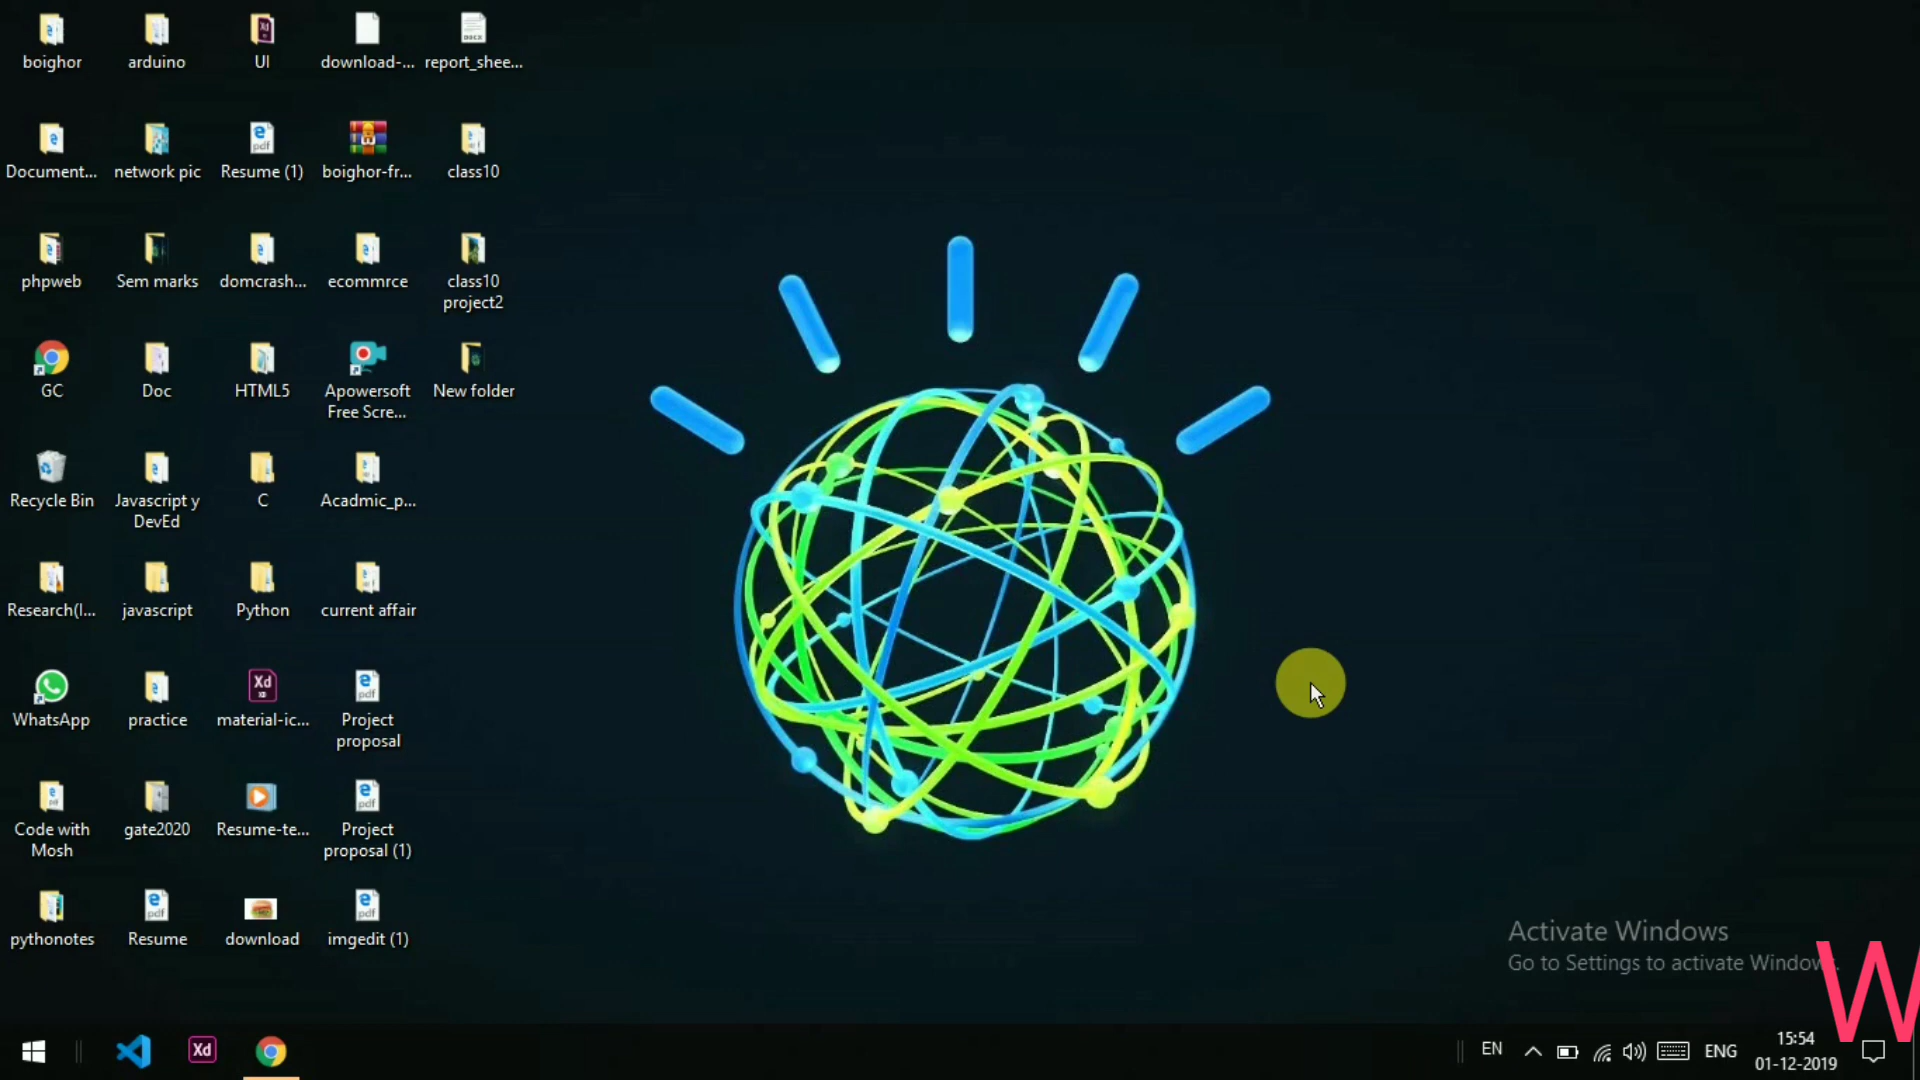 boighor
arduino
UI
download-...
report_shee...
Document...
network pic
Resume (1)
boighor-fr...
class10
phpweb
Sem marks
domcrash...
ecommrce
class10
project2
GC
Doc
HTML5
Apowersoft
Free Scre...
New folder
Recycle Bin
Javascript y
DevEd
C
Acadmic_p...
Research(I...
javascript
Python
current affair
WhatsApp
practice
Xd
material-ic...
Project
proposal
Code with
Mosh
gate2020
Resume-te...
Project
proposal (1)
pythonotes
Resume
download
imgedit (1)
Activate Windows
Go to Settings to activate Windows.
W
Xd
EN
ENG
15:54
01-12-2019